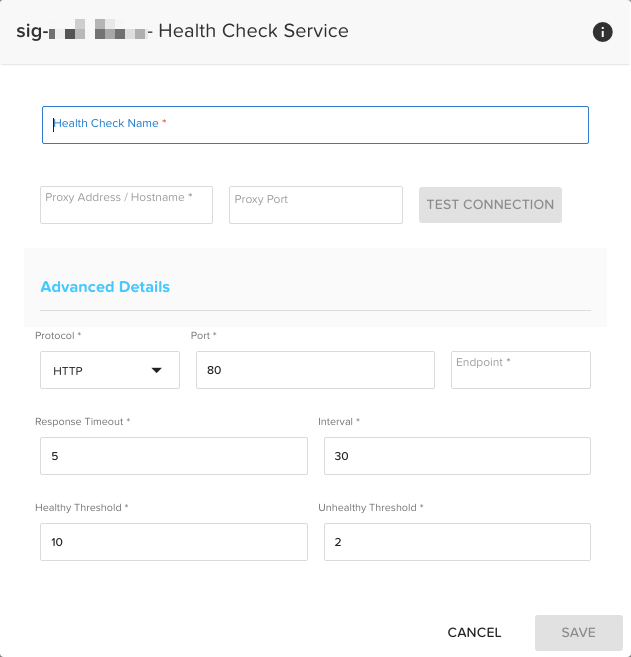 sig- - Health Check Service
Health Check Name *
Proxy Address / Hostname * Proxy Port TEST CONNECTION
Advanced Details
Protocol * Port *
HTTP 80 Endpoint *
Response Timeout * Interval *
5 30
Healthy Threshold * Unhealthy Threshold *
10 2
CANCEL SAVE